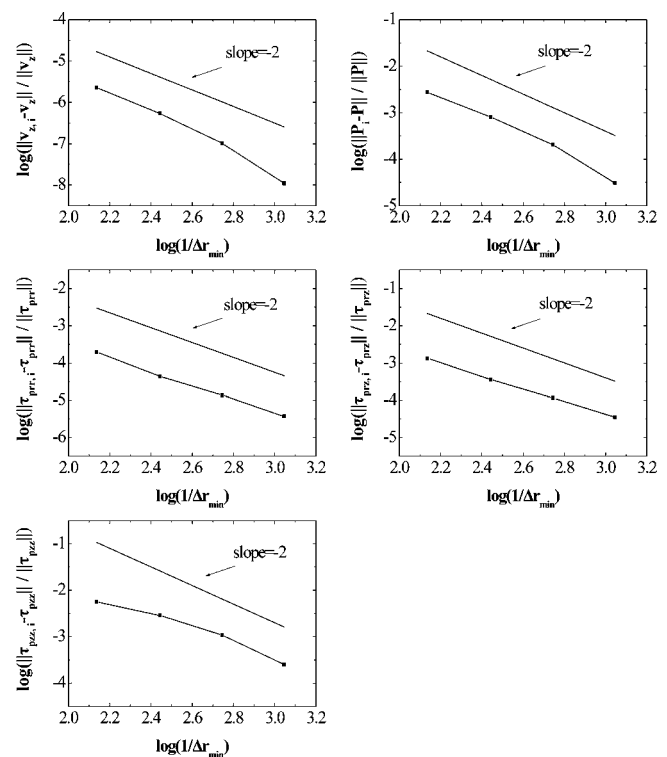 -4
-5
-6
-7
-8
2.0 2.2 2.4 2.6 2.8 3.0 3.2
log(||v_z,i-v_z|| / ||v_z||)
log(1/Δr_min)
slope=-2
-1
-2
-3
-4
-5
2.0 2.2 2.4 2.6 2.8 3.0 3.2
log(||P_i-P|| / ||P||)
log(1/Δr_min)
slope=-2
-2
-3
-4
-5
-6
2.0 2.2 2.4 2.6 2.8 3.0 3.2
log(||τ_prr,i-τ_prr|| / ||τ_prr||)
log(1/Δr_min)
slope=-2
-1
-2
-3
-4
-5
2.0 2.2 2.4 2.6 2.8 3.0 3.2
log(||τ_prz,i-τ_prz|| / ||τ_prz||)
log(1/Δr_min)
slope=-2
-1
-2
-3
-4
2.0 2.2 2.4 2.6 2.8 3.0 3.2
log(||τ_pzz,i-τ_pzz|| / ||τ_pzz||)
log(1/Δr_min)
slope=-2